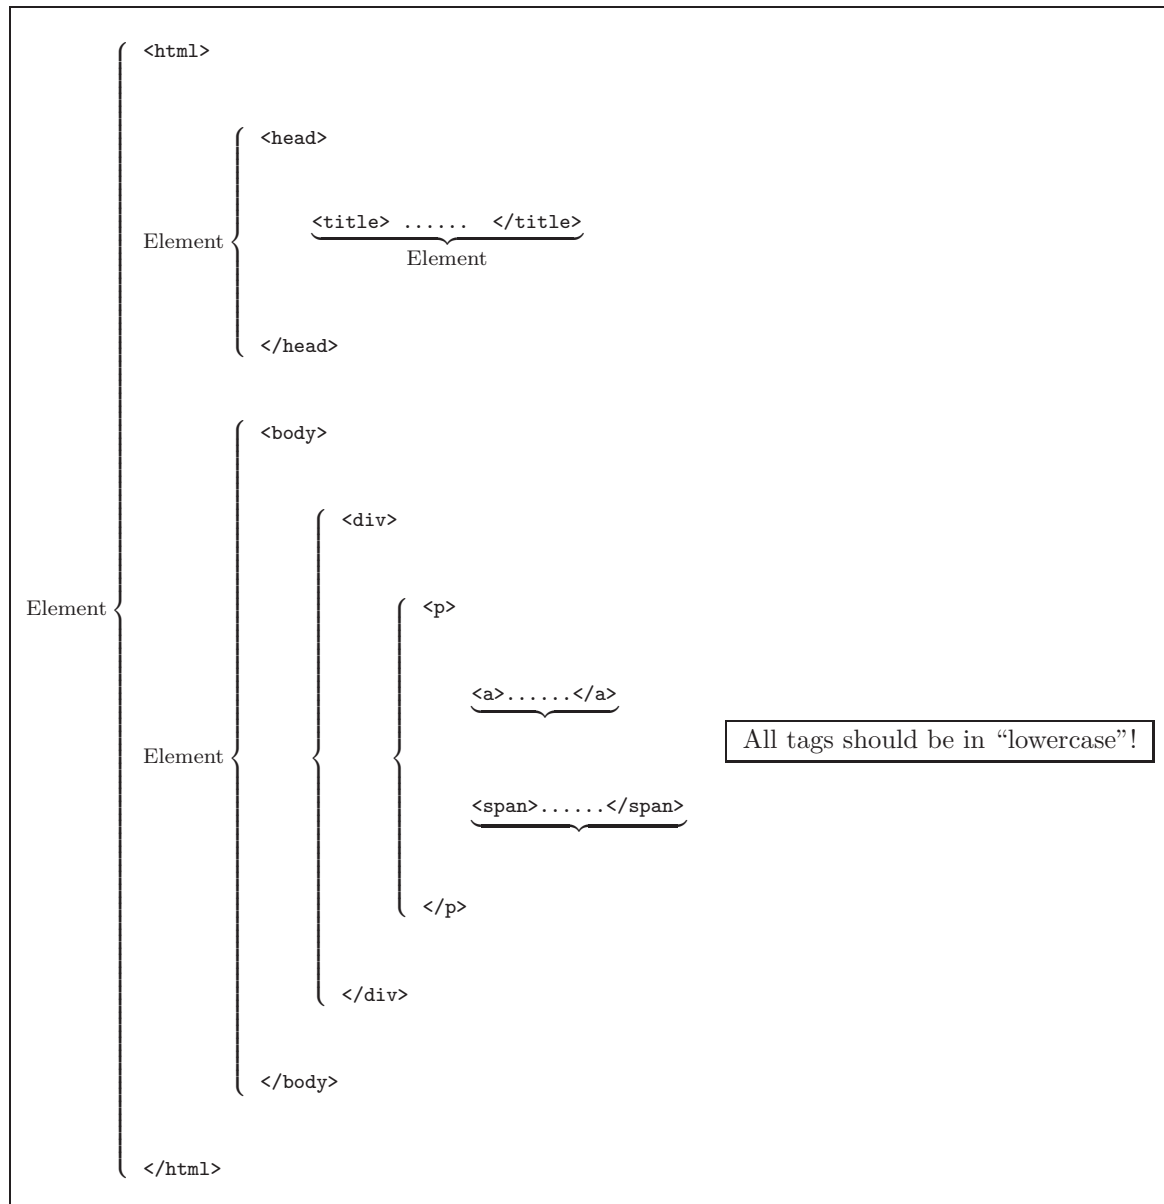 <html>
<head>
<title> ...... </title>
Element
Element
</head>
<body>
<div>
Element
<p>
<a>......</a>
All tags should be in “lowercase”!
Element
<span>......</span>
</p>
</div>
</body>
</html>